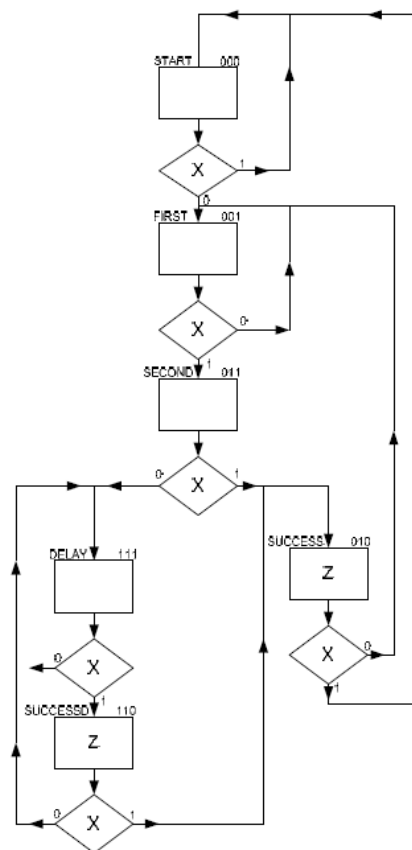 START 000
X
1
0
FIRST 001
X
0
1
SECOND 011
X
0
1
DELAY 111
SUCCESS 010
Z
X
0
1
X
0
1
SUCCESSD 110
Z
X
0
1